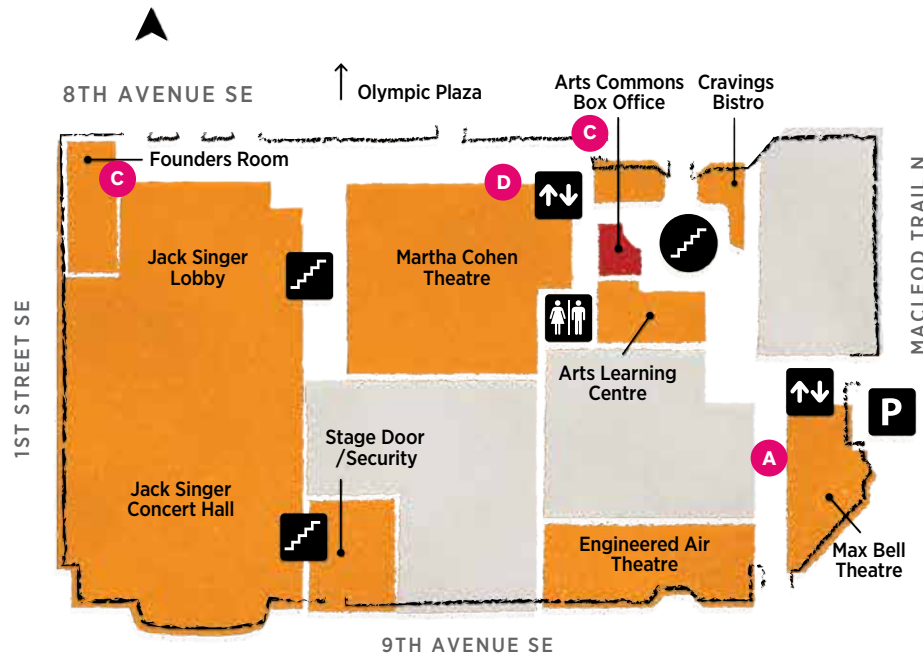 8TH AVENUE SE
Olympic Plaza
Arts Commons
Box Office
Cravings
Bistro
C
Founders Room
C
D
MACLEOD TRAIL N
Jack Singer
Lobby
Martha Cohen
Theatre
1ST STREET SE
Arts Learning
Centre
P
Stage Door
/Security
A
Jack Singer
Concert Hall
Engineered Air
Theatre
Max Bell
Theatre
9TH AVENUE SE